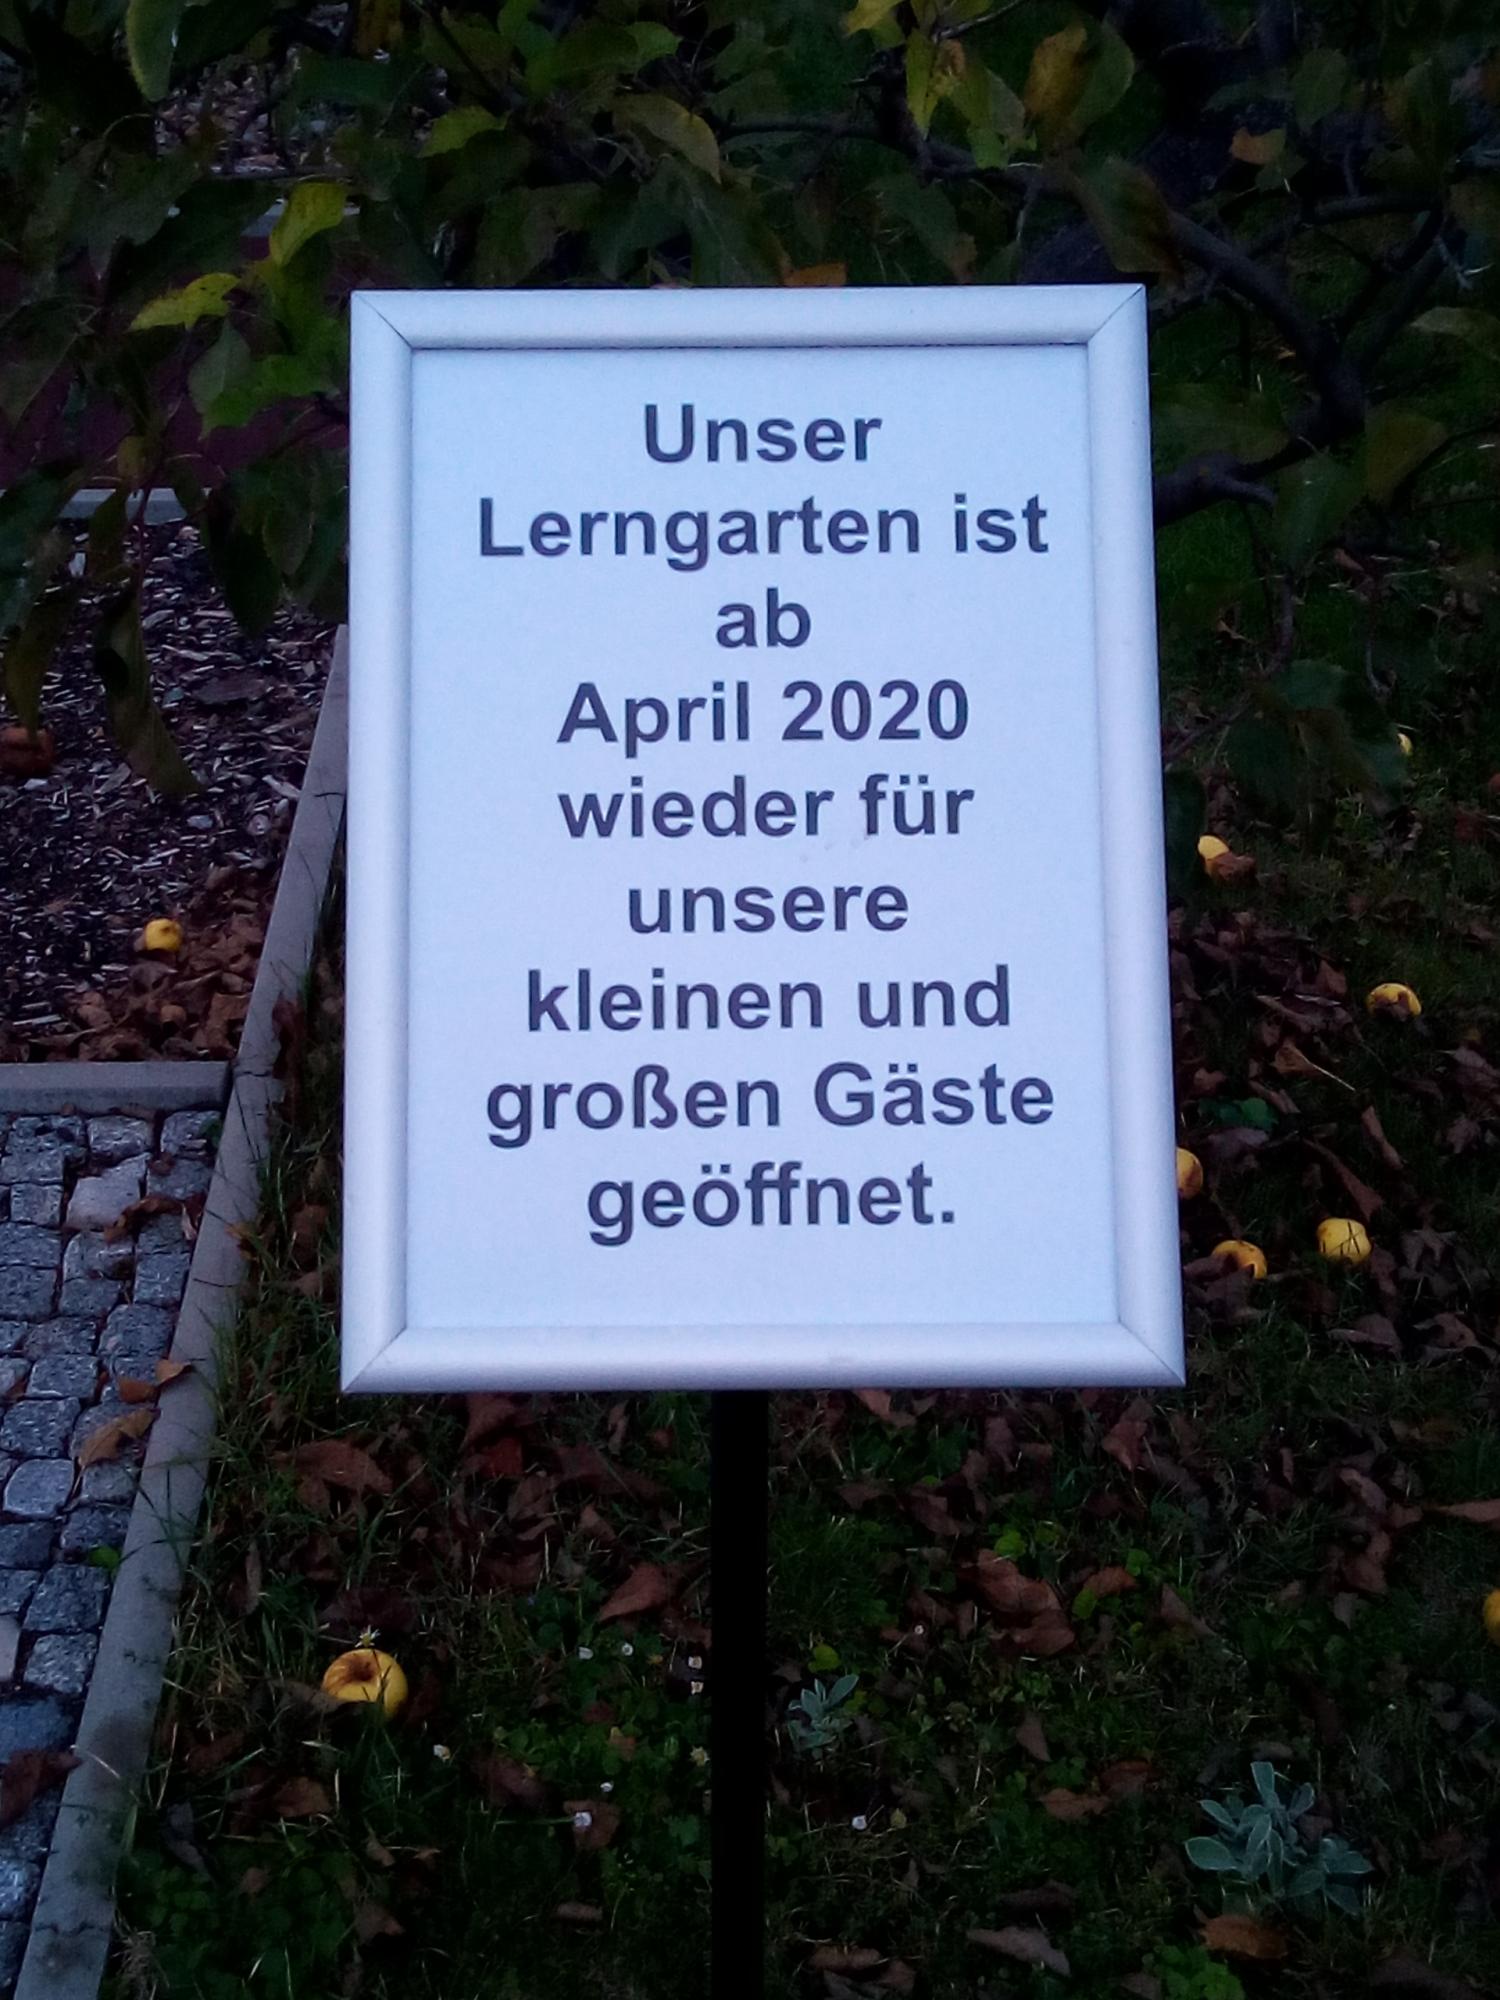 Unser
Lerngarten ist
ab
April 2020
wieder für
unsere
kleinen und
großen Gäste
geöffnet.